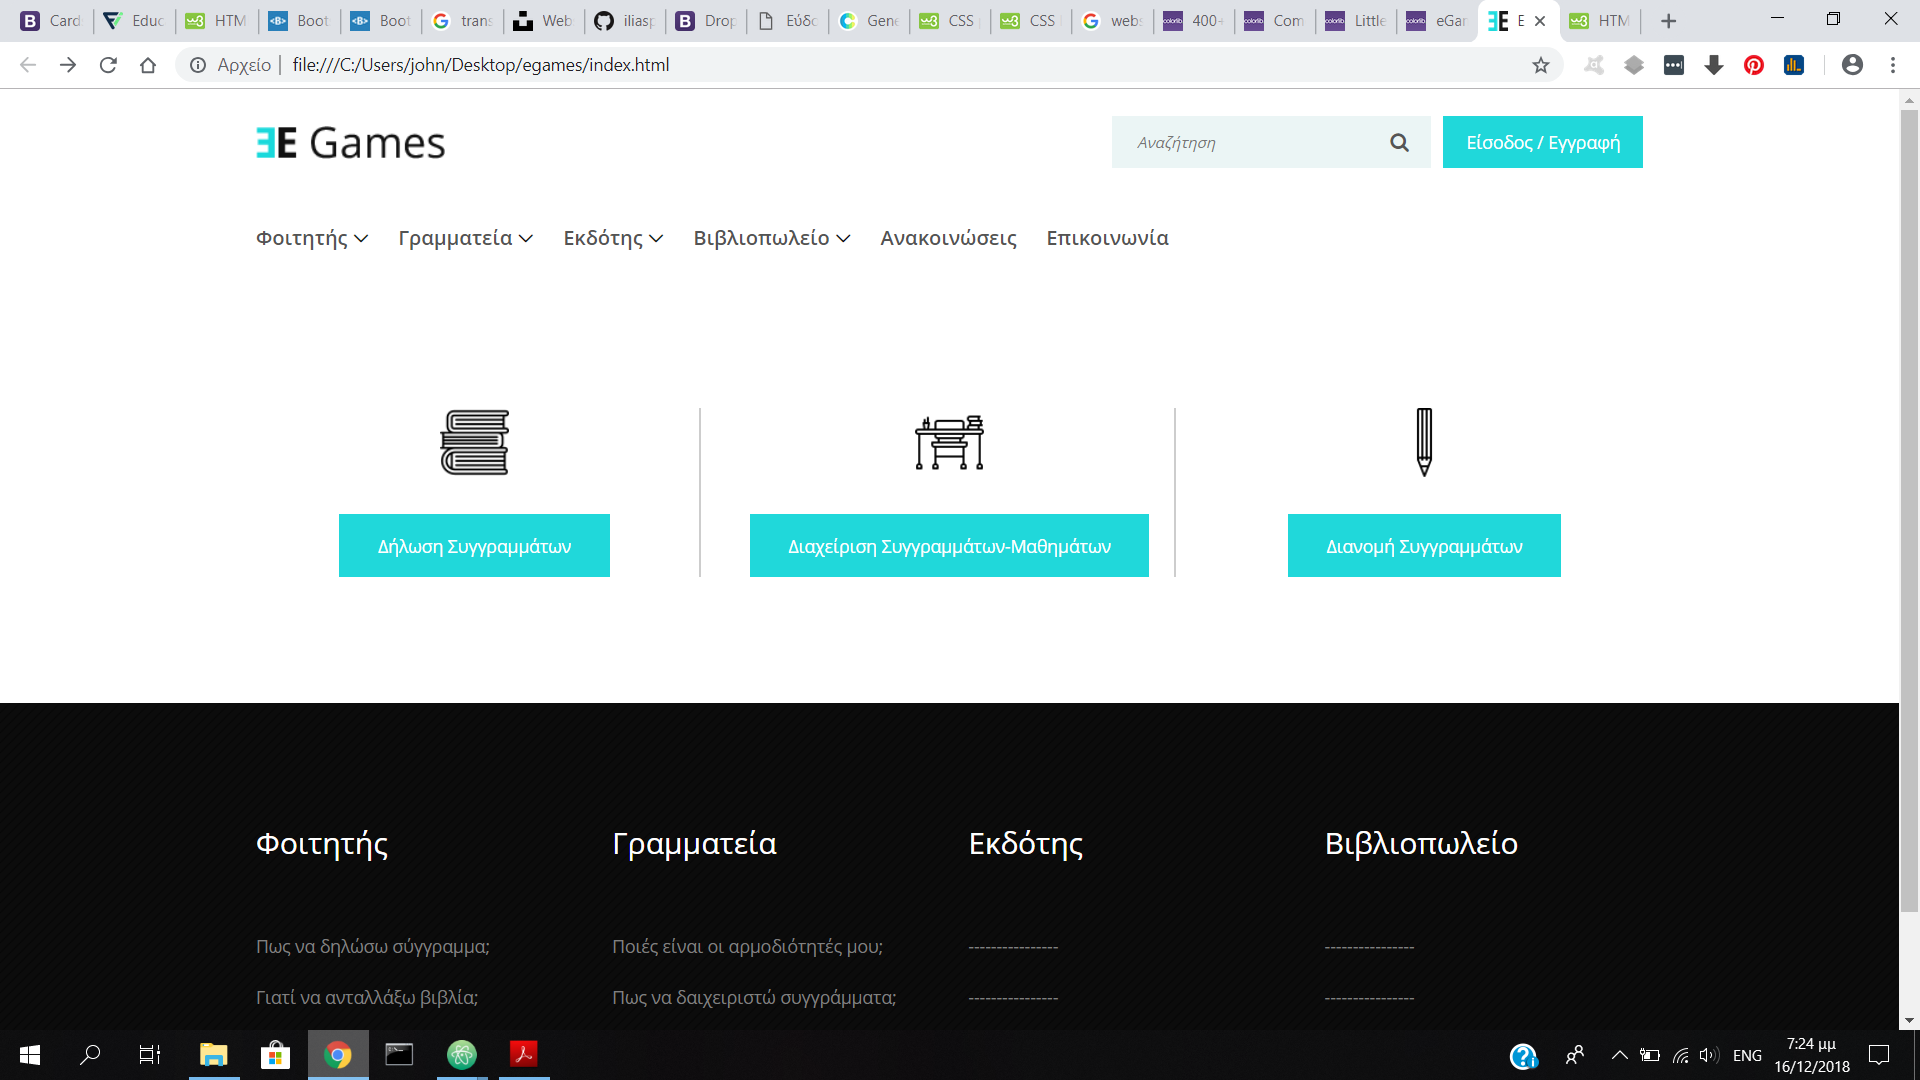 Card
Educ
HTM
Boot
Boot
trans
Web
iliasp
Drop
Εύδο
Gene
CSS
CSS
webs
400+
Com
Little
eGan
E
HTM
Αρχείο | file:///C:/Users/john/Desktop/egames/index.html
ƎE Games
Αναζήτηση
Είσοδος / Εγγραφή
Φοιτητής Γραμματεία Εκδότης Βιβλιοπωλείο Ανακοινώσεις Επικοινωνία
Δήλωση Συγγραμμάτων
Διαχείριση Συγγραμμάτων-Μαθημάτων
Διανομή Συγγραμμάτων
Φοιτητής
Γραμματεία
Εκδότης
Βιβλιοπωλείο
Πως να δηλώσω σύγγραμμα;
Ποιές είναι οι αρμοδιότητές μου;
----------------
----------------
Γιατί να ανταλλάξω βιβλία;
Πως να δαιχειριστώ συγγράμματα;
----------------
----------------
ENG
7:24 μμ
16/12/2018